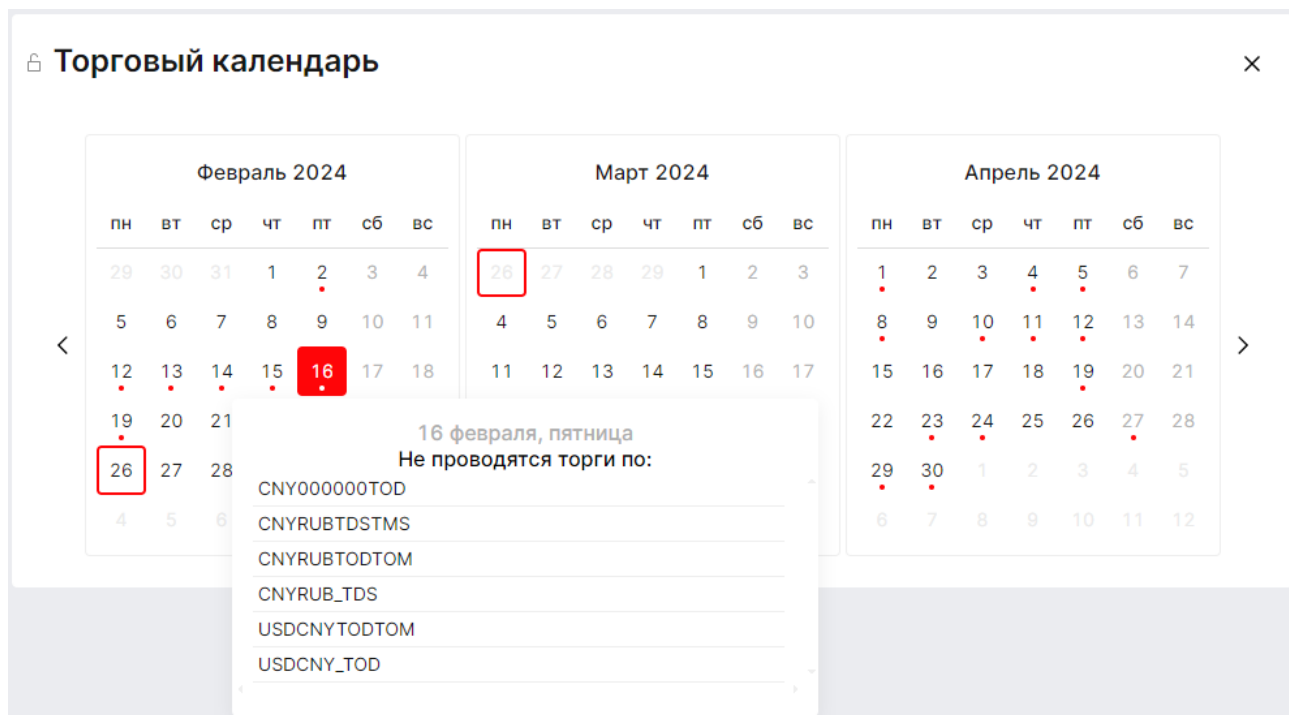 Торговый календарь
Февраль 2024 Март 2024 Апрель 2024
пн вт ср чт пт сб вс пн вт ср чт пт сб вс пн вт ср чт пт сб вс
29 30 31 1 2 3 4 26 27 28 29 1 2 3 1 2 3 4 5 6 7
5 6 7 8 9 10 11 4 5 6 7 8 9 10 8 9 10 11 12 13 14
12 13 14 15 16 17 18 11 12 13 14 15 16 17 15 16 17 18 19 20 21
19 20 21 22 23 24 25 26 27 28
26 27 28 29 30 1 2 3 4 5
4 5 6 6 7 8 9 10 11 12
16 февраля, пятница
Не проводятся торги по:
CNY000000TOD
CNYRUBTDSTMS
CNYRUBTODTOM
CNYRUB_TDS
USDCNYTODTOM
USDCNY_TOD